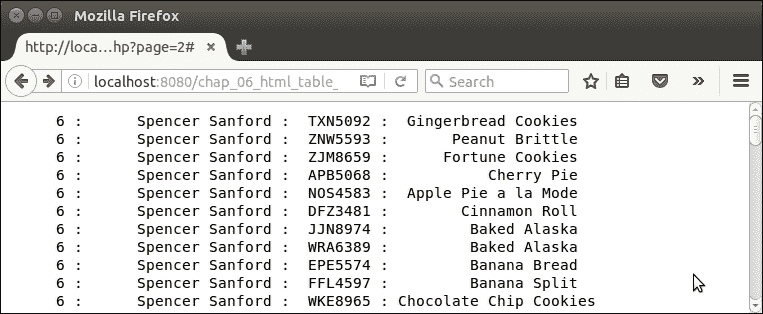 Mozilla Firefox
http://loca...hp?page=2#
localhost:8080/chap_06_html_table_
Search
6 : Spencer Sanford : TXN5092 : Gingerbread Cookies
6 : Spencer Sanford : ZNW5593 : Peanut Brittle
6 : Spencer Sanford : ZJM8659 : Fortune Cookies
6 : Spencer Sanford : APB5068 : Cherry Pie
6 : Spencer Sanford : NOS4583 : Apple Pie a la Mode
6 : Spencer Sanford : DFZ3481 : Cinnamon Roll
6 : Spencer Sanford : JJN8974 : Baked Alaska
6 : Spencer Sanford : WRA6389 : Baked Alaska
6 : Spencer Sanford : EPE5574 : Banana Bread
6 : Spencer Sanford : FFL4597 : Banana Split
6 : Spencer Sanford : WKE8965 : Chocolate Chip Cookies